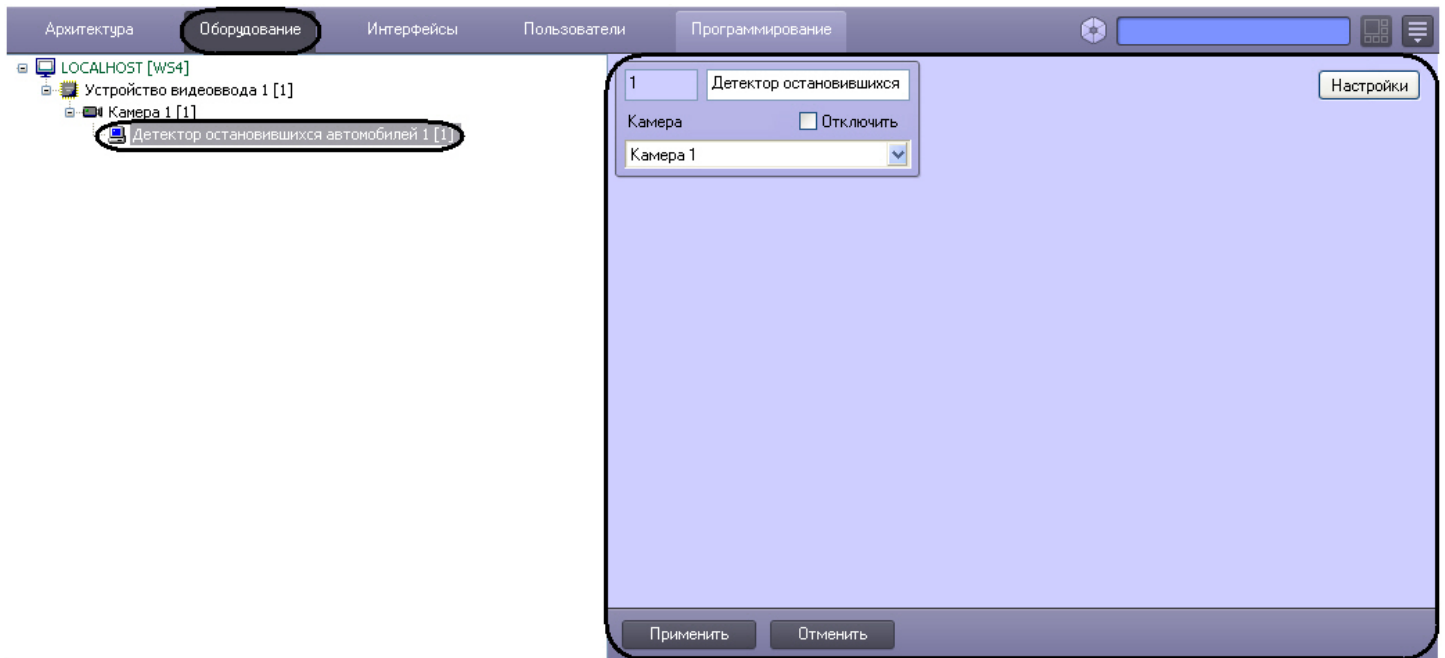 Архитектура Оборудование Интерфейсы Пользователи Программирование
LOCALHOST [WS4]
Устройство видеоввода 1 [1]
Камера 1 [1]
Детектор остановившихся автомобилей 1 [1]
1 Детектор остановившихся Настройки
Камера Отключить
Камера 1
Применить Отменить